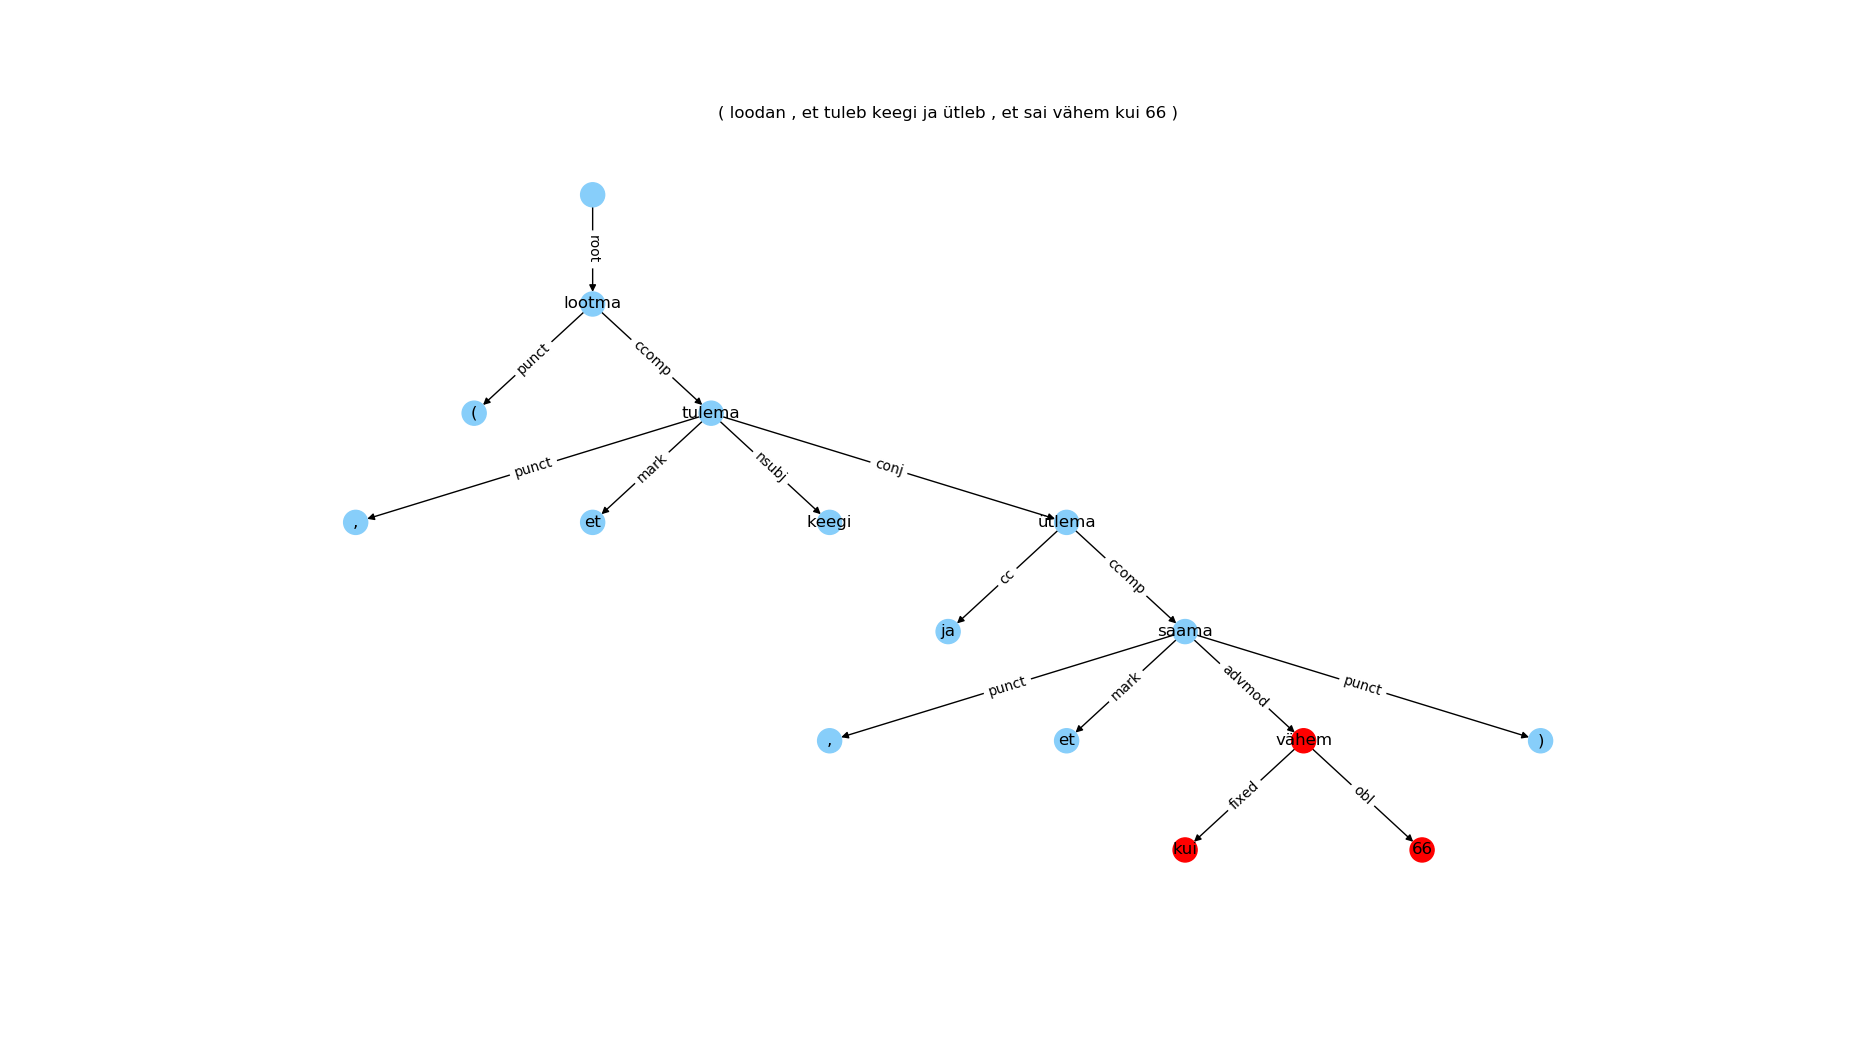 ( loodan , et tuleb keegi ja ütleb , et sai vähem kui 66 )
root
lootma
punct ccomp
( tulema
punct mark nsubj conj
, et keegi ütlema
cc ccomp
ja saama
punct mark advmod punct
, et vähem )
fixed obl
kui 66